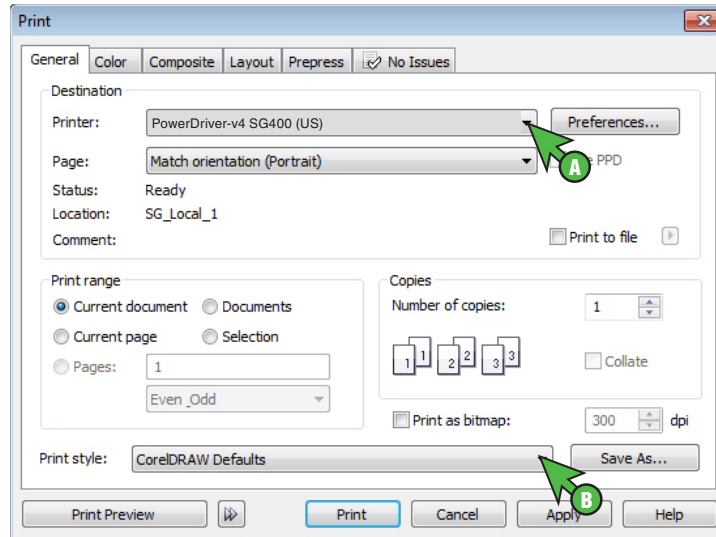 Print
General Color Composite Layout Prepress No Issues
Destination
Printer: PowerDriver-v4 SG400 (US) Preferences...
Page: Match orientation (Portrait) PPD
A
Status: Ready
Location: SG_Local_1
Comment: Print to file
Print range Copies
Current document Documents Number of copies: 1
Current page Selection
1 1 2 2 3 3
Pages: 1 Collate
Even_Odd
Print as bitmap: 300 dpi
Print style: CorelDRAW Defaults Save As...
B
Print Preview Print Cancel Apply Help